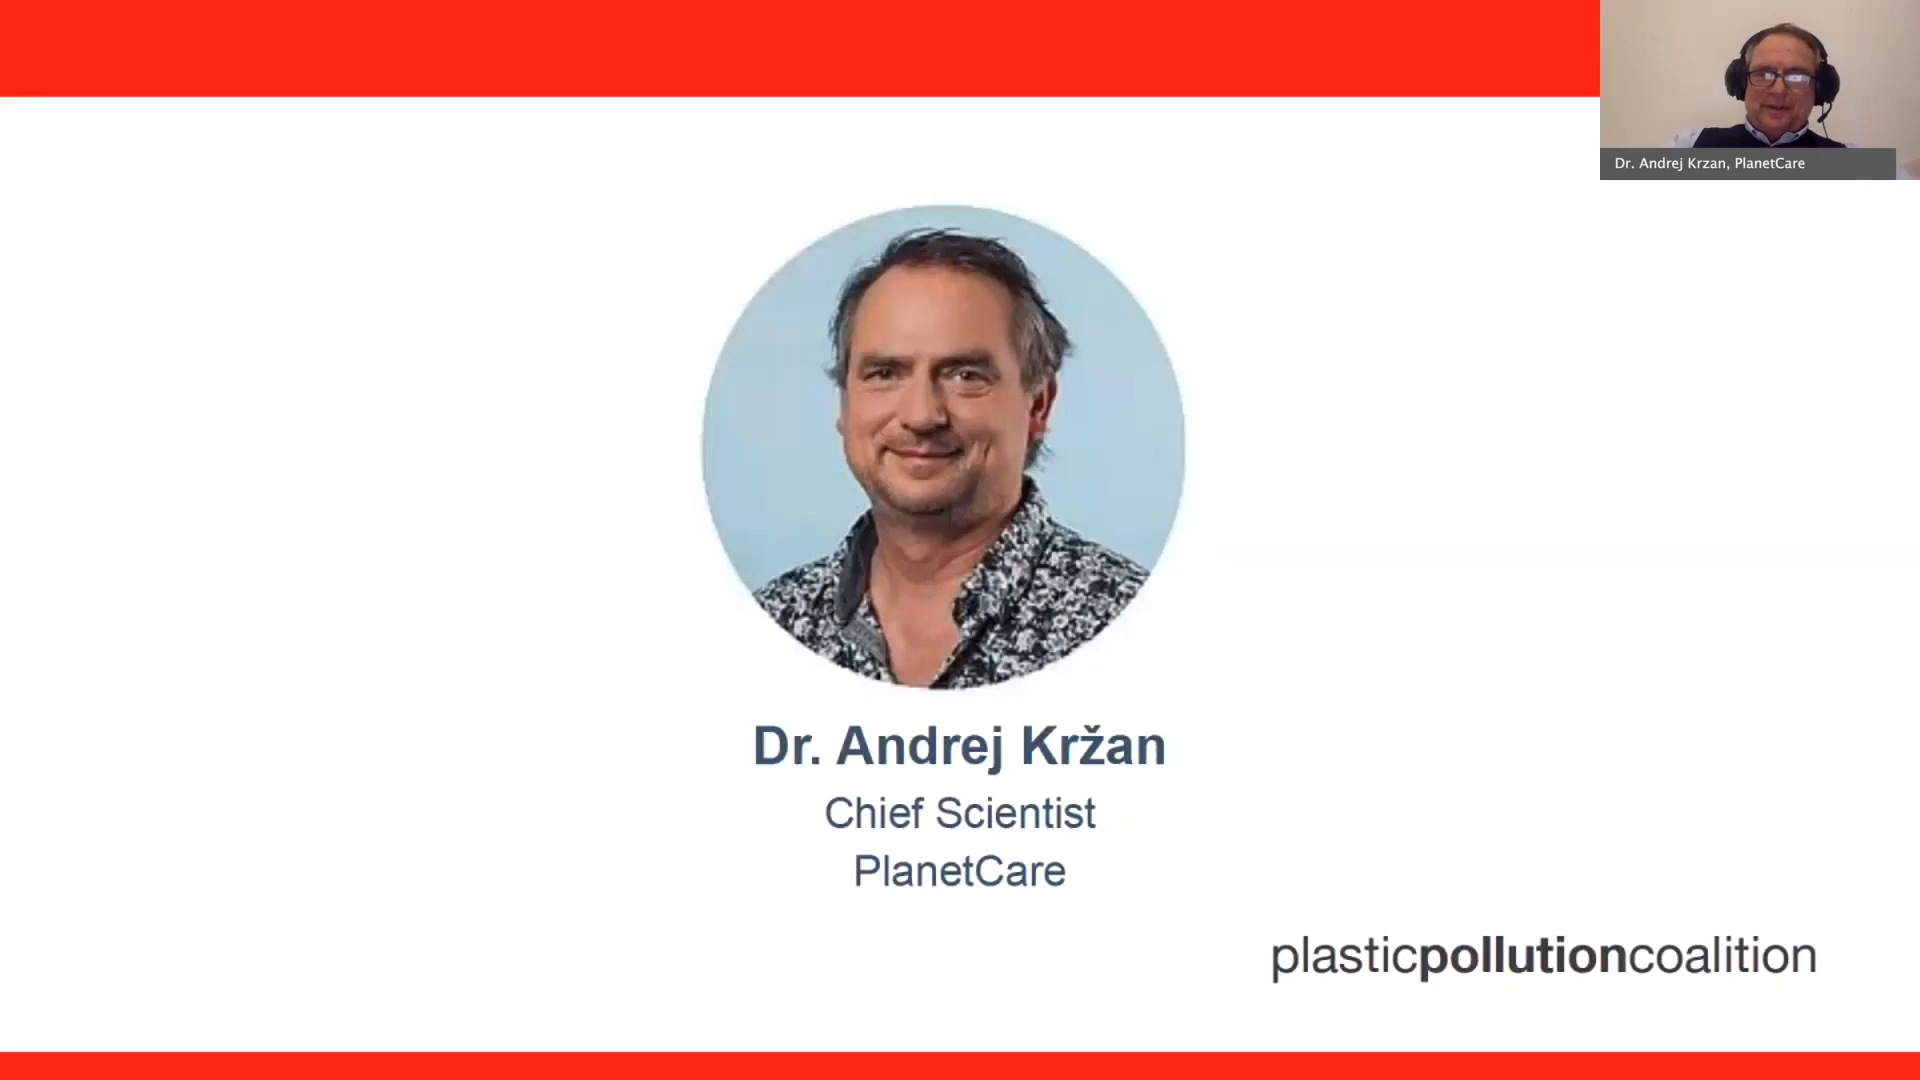 Dr. Andrej Krzan, PlanetCare
Dr. Andrej Kržan
Chief Scientist
PlanetCare
plasticpollutioncoalition